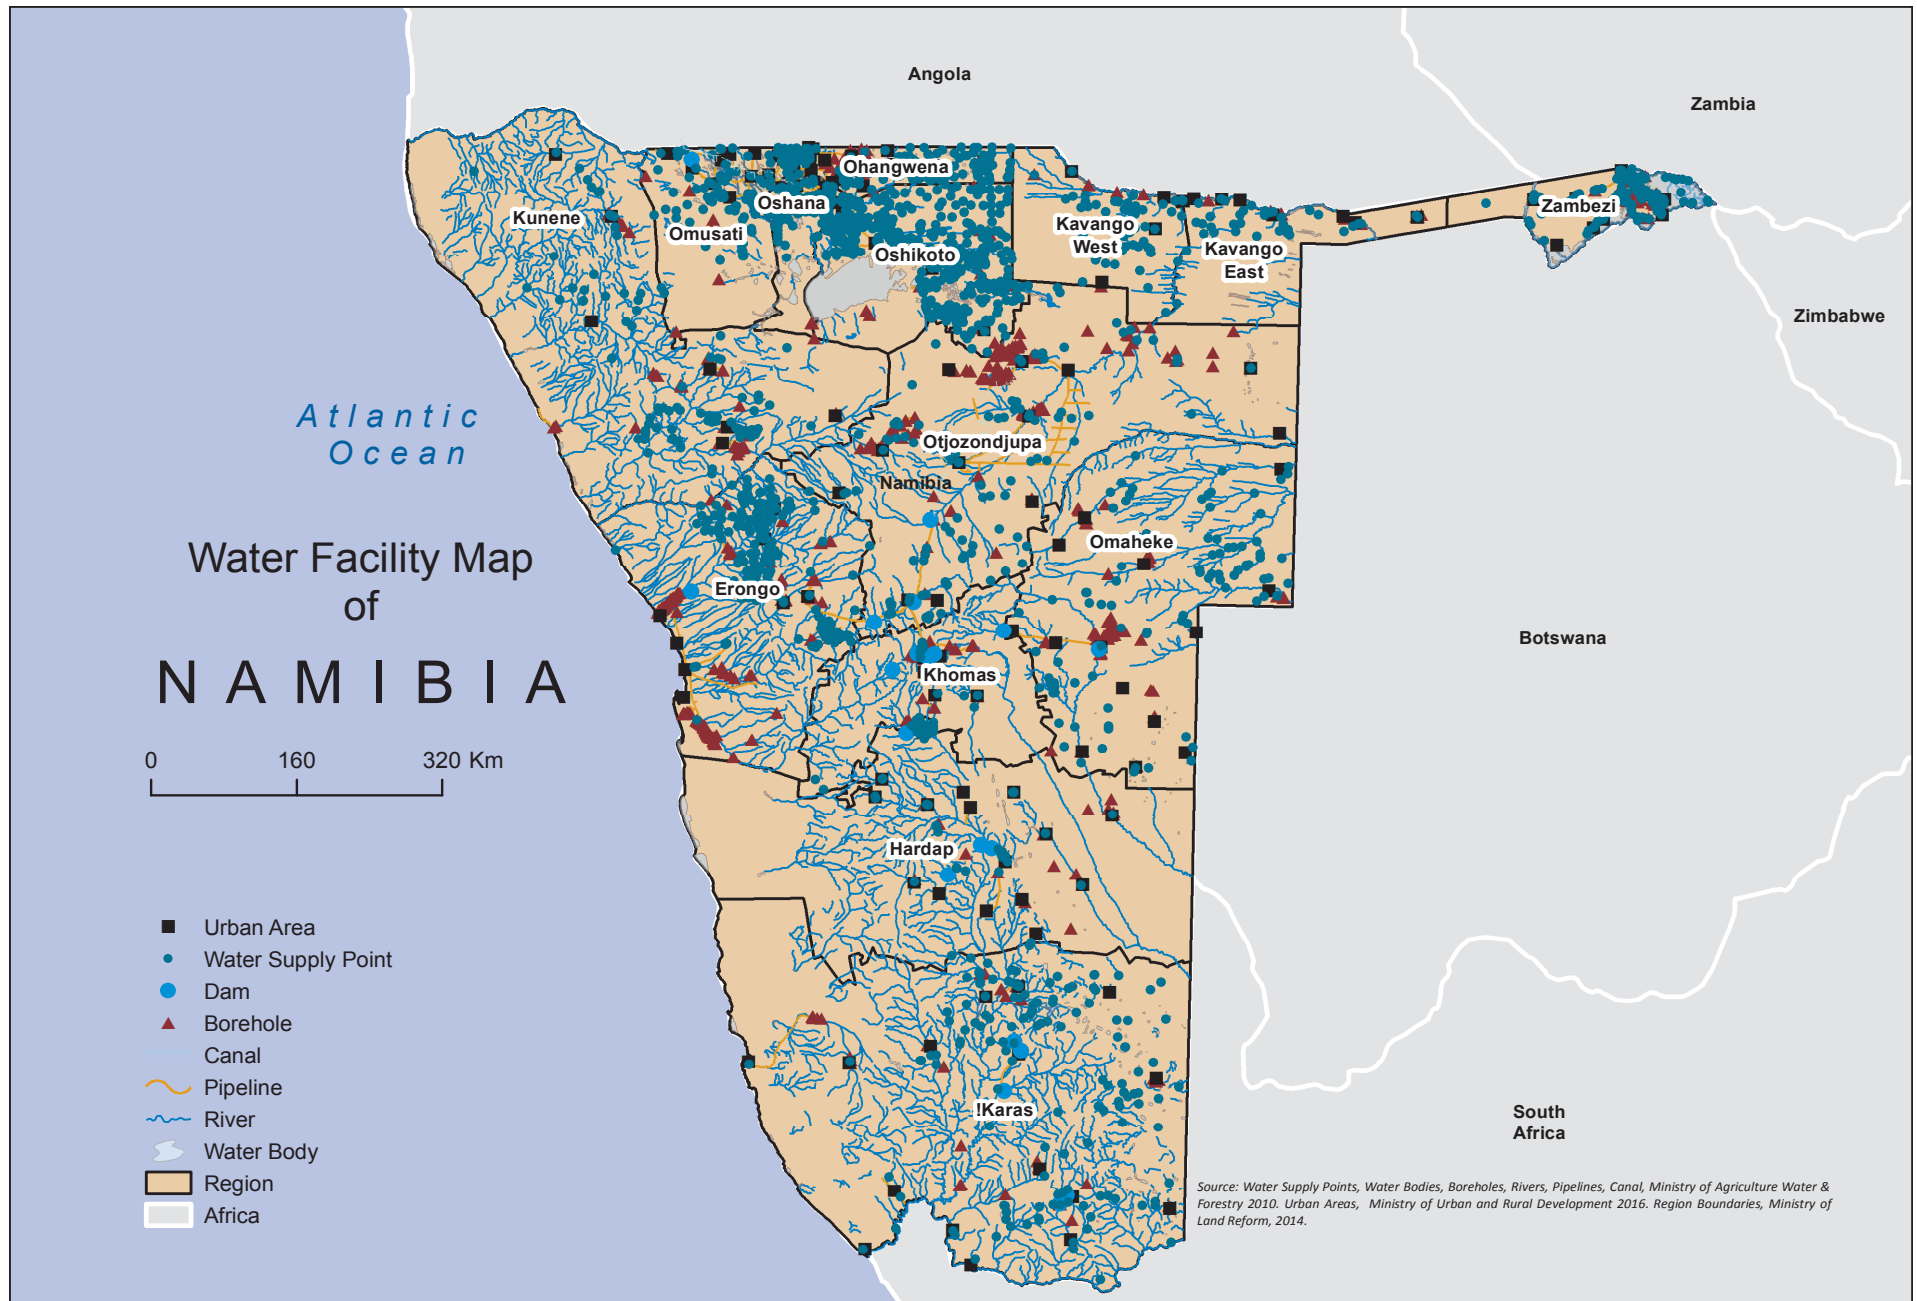 Angola
Zambia
Ohangwena
Oshana
Zambezi
Kunene
Omusati
Kavango
West
Oshikoto
Kavango
East
Zimbabwe
Atlantic
Ocean
Otjozondjupa
Namibia
Water Facility Map
of
NAMIBIA
Omaheke
Erongo
Botswana
Khomas
0 160 320 Km
Hardap
Urban Area
Water Supply Point
Dam
Borehole
Canal
Pipeline
River
Water Body
Region
Africa
!Karas
South
Africa
Source: Water Supply Points, Water Bodies, Boreholes, Rivers, Pipelines, Canal, Ministry of Agriculture Water &
Forestry 2010. Urban Areas, Ministry of Urban and Rural Development 2016. Region Boundaries, Ministry of
Land Reform, 2014.